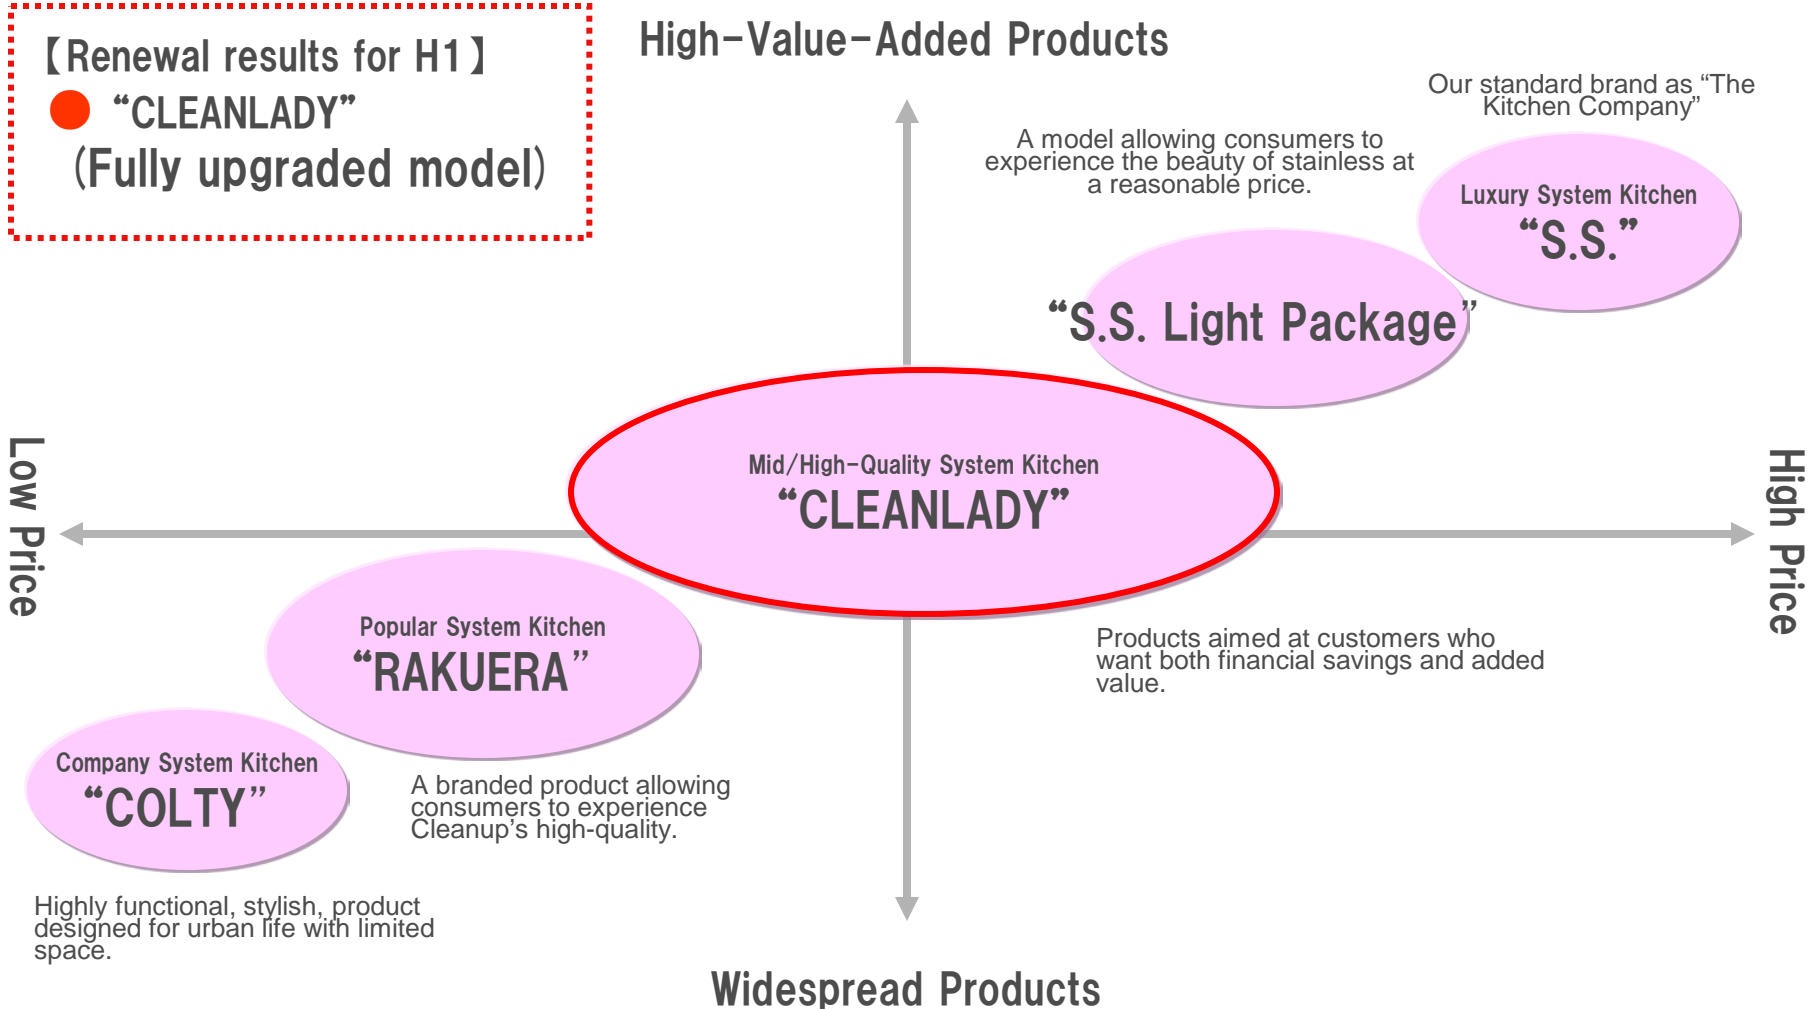 【Renewal results for H1】
“CLEANLADY”
(Fully upgraded model)
High-Value-Added Products
Our standard brand as “The
Kitchen Company”
A model allowing consumers to
experience the beauty of stainless at
a reasonable price.
Luxury System Kitchen
“S.S.”
“S.S. Light Package”
Mid/High-Quality System Kitchen
“CLEANLADY”
Low Price
High Price
Popular System Kitchen
“RAKUERA”
Products aimed at customers who
want both financial savings and added
value.
Company System Kitchen
“COLTY”
A branded product allowing
consumers to experience
Cleanup’s high-quality.
Highly functional, stylish, product
designed for urban life with limited
space.
Widespread Products